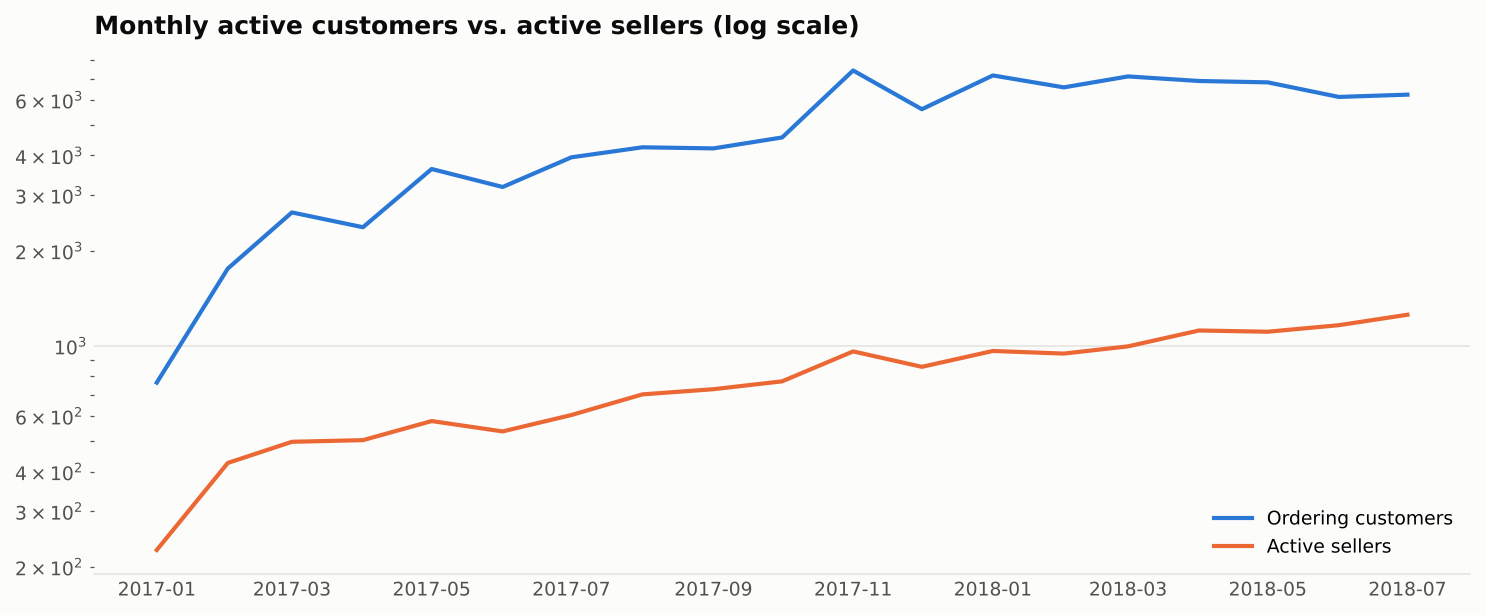 Monthly active customers vs. active sellers (log scale)
6 × 10³
4 × 10³
3 × 10³
2 × 10³
10³
6 × 10²
4 × 10²
3 × 10²
2 × 10²
Ordering customers
Active sellers
2017-01 2017-03 2017-05 2017-07 2017-09 2017-11 2018-01 2018-03 2018-05 2018-07